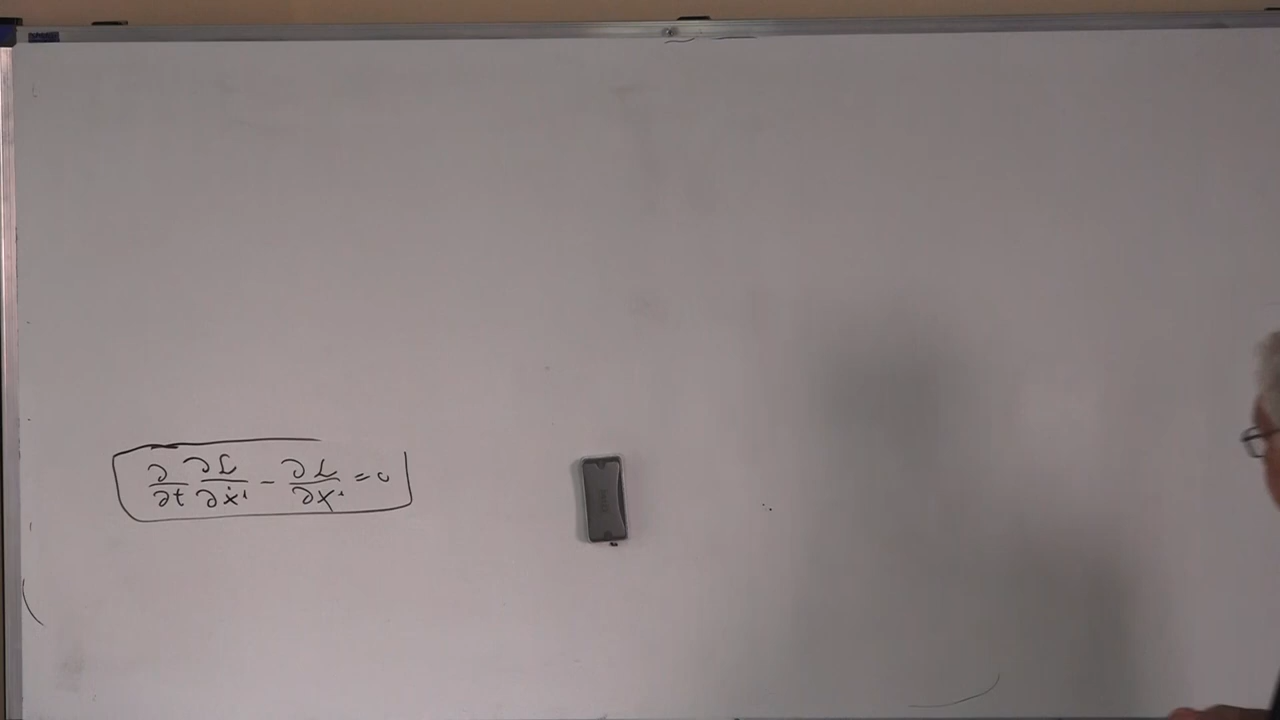 ∂/∂t ∂L/∂ẋⁱ − ∂L/∂xⁱ = 0